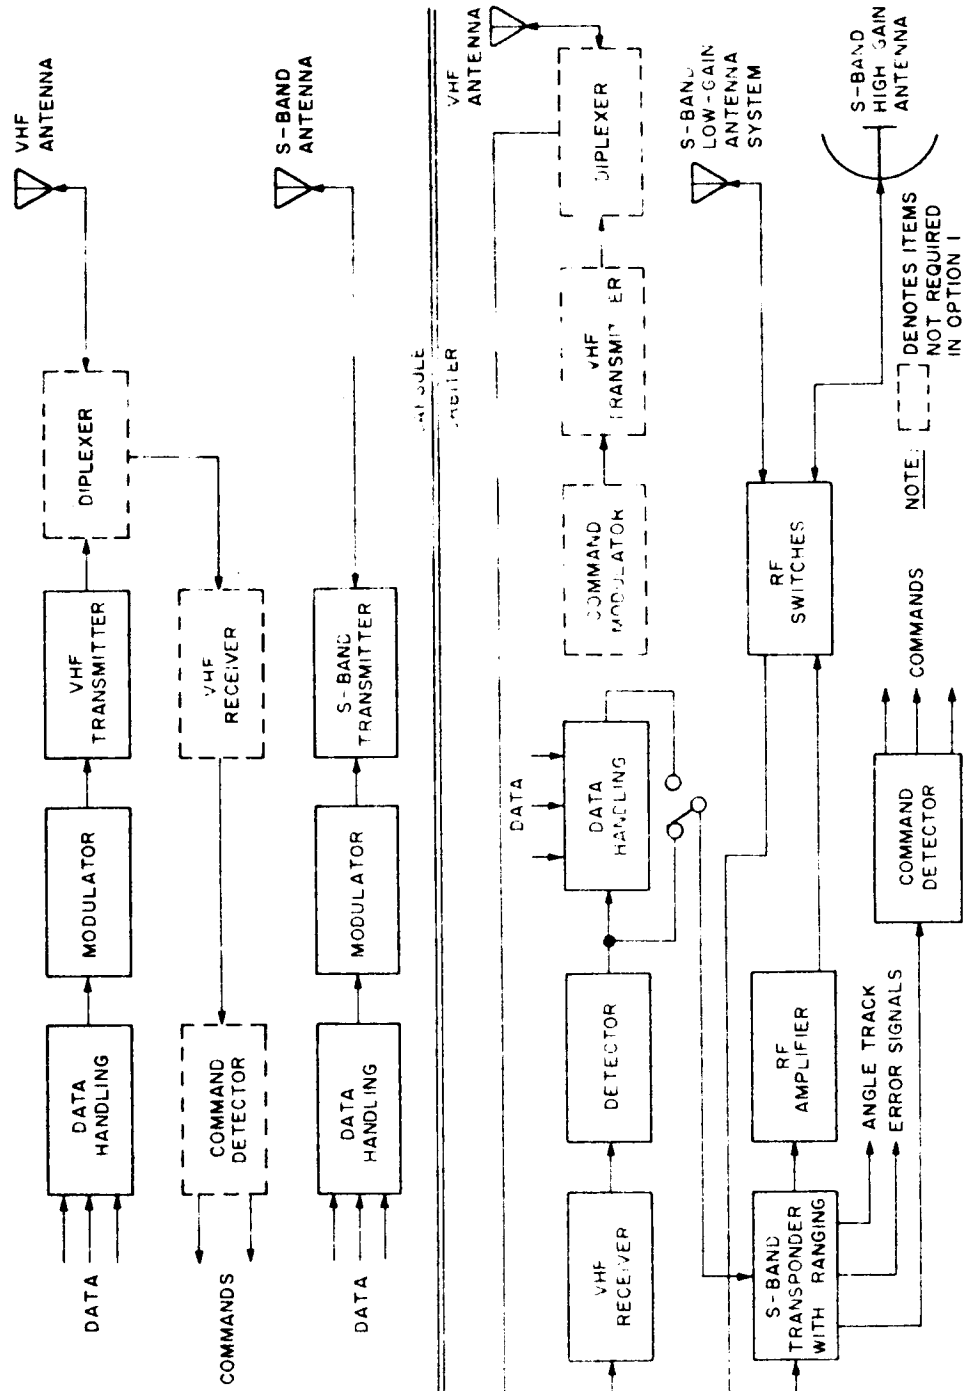 VHF
ANTENNA
DIPLEXER
VHF
TRANSMITTER
MODULATOR
DATA
HANDLING
DATA
VHF
RECEIVER
COMMAND
DETECTOR
COMMANDS
S-BAND
ANTENNA
S-BAND
TRANSMITTER
MODULATOR
DATA
HANDLING
DATA
VHF
ANTENNA
DIPLEXER
VHF
TRANSMITTER
COMMAND
MODULATOR
DATA
DATA
HANDLING
DETECTOR
VHF
RECEIVER
S-BAND
LOW-GAIN
ANTENNA
SYSTEM
S-BAND
HIGH GAIN
ANTENNA
RF
SWITCHES
RF
AMPLIFIER
S-BAND
TRANSPONDER
WITH RANGING
ANGLE TRACK
ERROR SIGNALS
COMMAND
DETECTOR
COMMANDS
NOTE:
DENOTES ITEMS
NOT REQUIRED
IN OPTION I